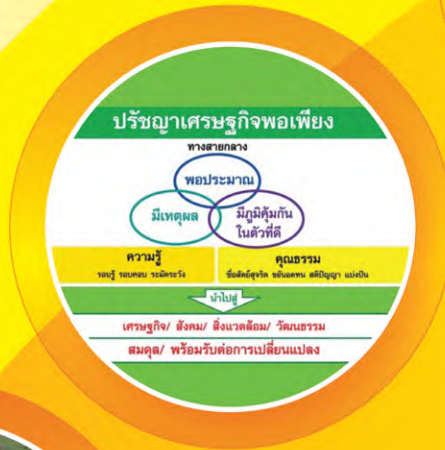 ปรัชญาเศรษฐกิจพอเพียง
ทางสายกลาง
พอประมาณ
มีเหตุผล
มีภูมิคุ้มกัน
ในตัวที่ดี
ความรู้
รอบรู้ รอบคอบ ระมัดระวัง
คุณธรรม
ซื่อสัตย์สุจริต ขยันอดทน สติปัญญา แบ่งปัน
นำไปสู่
เศรษฐกิจ/ สังคม/ สิ่งแวดล้อม/ วัฒนธรรม
สมดุล/ พร้อมรับต่อการเปลี่ยนแปลง